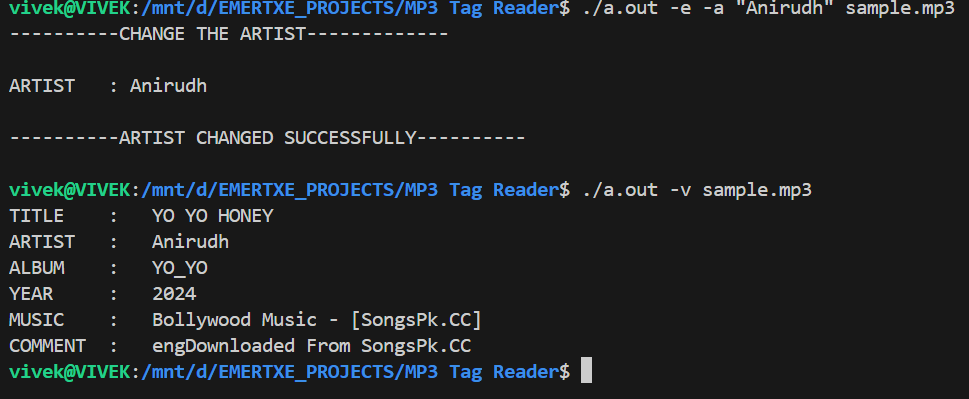 vivek@VIVEK:/mnt/d/EMERTXE_PROJECTS/MP3 Tag Reader$ ./a.out -e -a "Anirudh" sample.mp3
----------CHANGE THE ARTIST-------------
ARTIST   : Anirudh
----------ARTIST CHANGED SUCCESSFULLY----------
vivek@VIVEK:/mnt/d/EMERTXE_PROJECTS/MP3 Tag Reader$ ./a.out -v sample.mp3
TITLE    :   YO YO HONEY
ARTIST   :   Anirudh
ALBUM    :   YO_YO
YEAR     :   2024
MUSIC    :   Bollywood Music - [SongsPk.CC]
COMMENT  :   engDownloaded From SongsPk.CC
vivek@VIVEK:/mnt/d/EMERTXE_PROJECTS/MP3 Tag Reader$